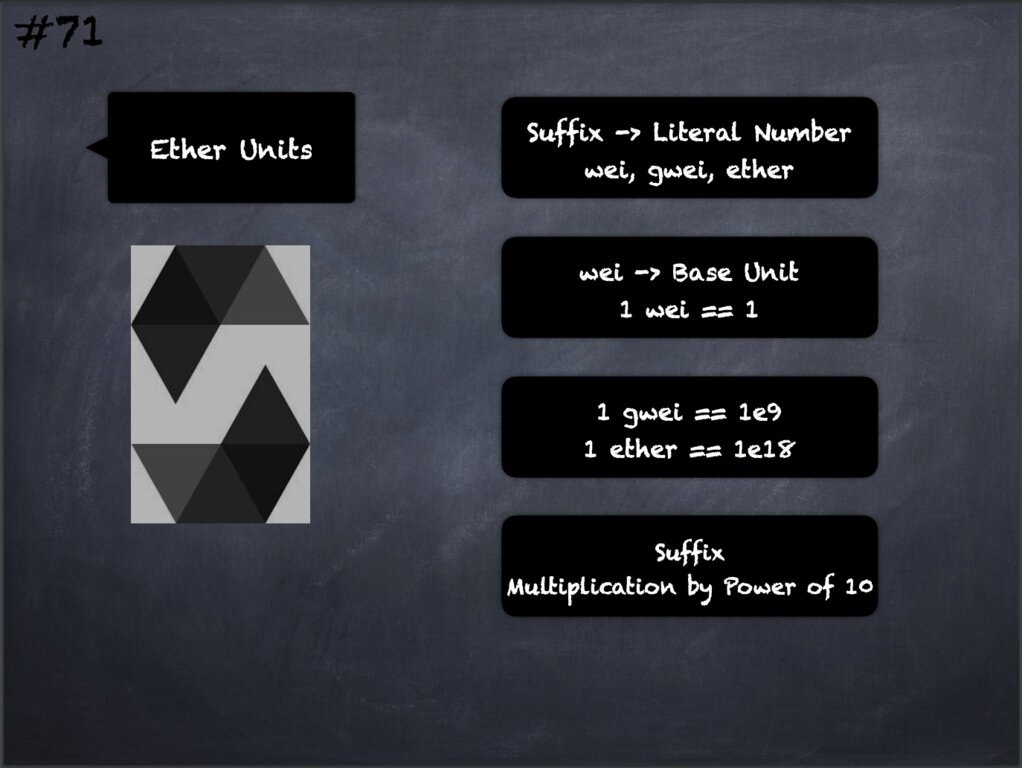 #71
Ether Units
Suffix -> Literal Number
wei, gwei, ether
wei -> Base Unit
1 wei == 1
1 gwei == 1e9
1 ether == 1e18
Suffix
Multiplication by Power of 10